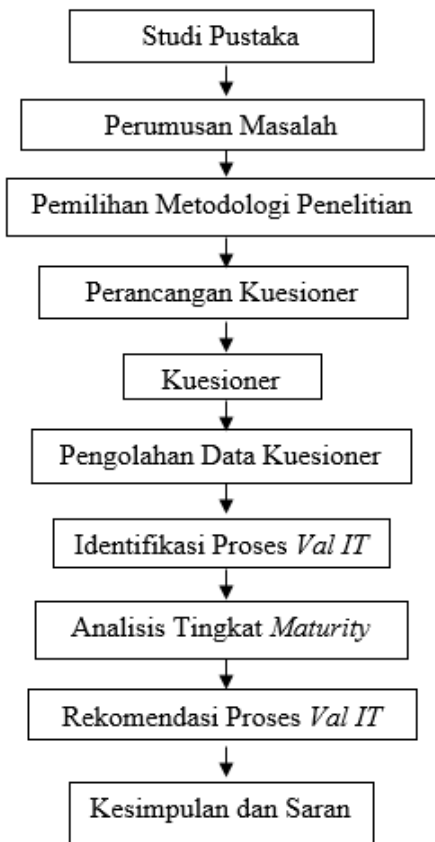 Studi Pustaka
Perumusan Masalah
Pemilihan Metodologi Penelitian
Perancangan Kuesioner
Kuesioner
Pengolahan Data Kuesioner
Identifikasi Proses Val IT
Analisis Tingkat Maturity
Rekomendasi Proses Val IT
Kesimpulan dan Saran